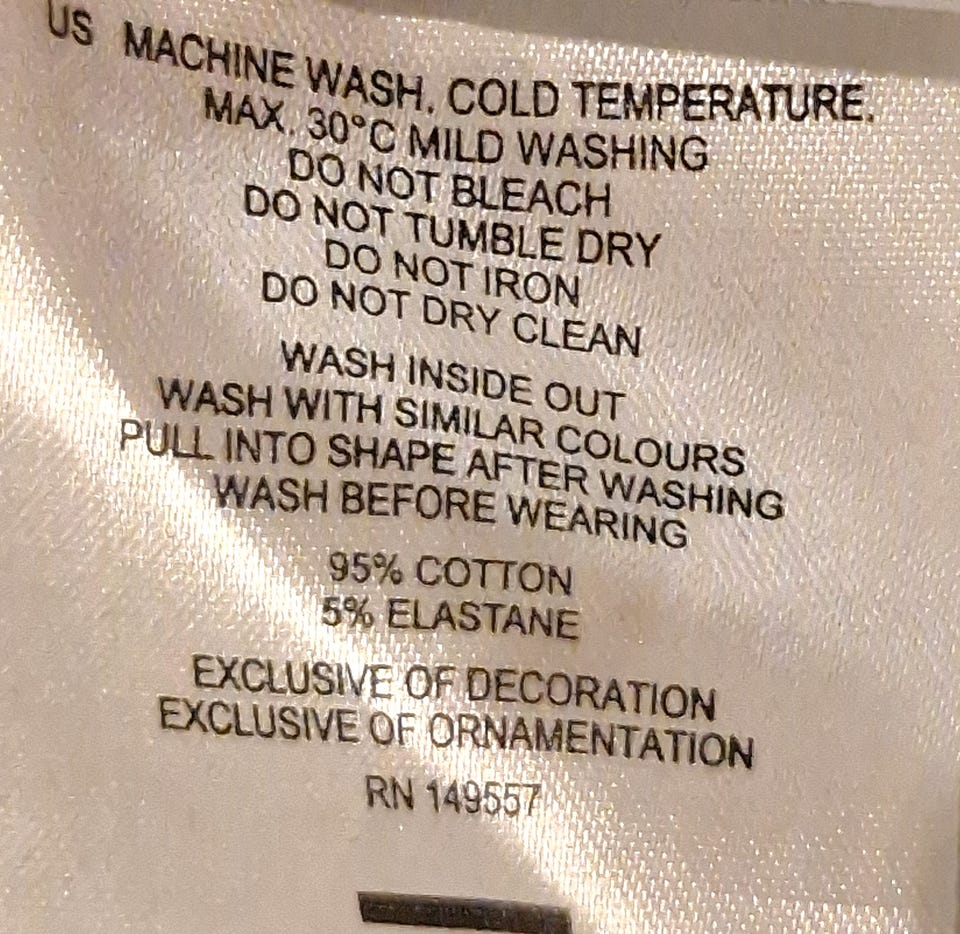 US MACHINE WASH. COLD TEMPERATURE.
MAX. 30°C MILD WASHING
DO NOT BLEACH
DO NOT TUMBLE DRY
DO NOT IRON
DO NOT DRY CLEAN
WASH INSIDE OUT
WASH WITH SIMILAR COLOURS
PULL INTO SHAPE AFTER WASHING
WASH BEFORE WEARING
95% COTTON
5% ELASTANE
EXCLUSIVE OF DECORATION
EXCLUSIVE OF ORNAMENTATION
RN 149557